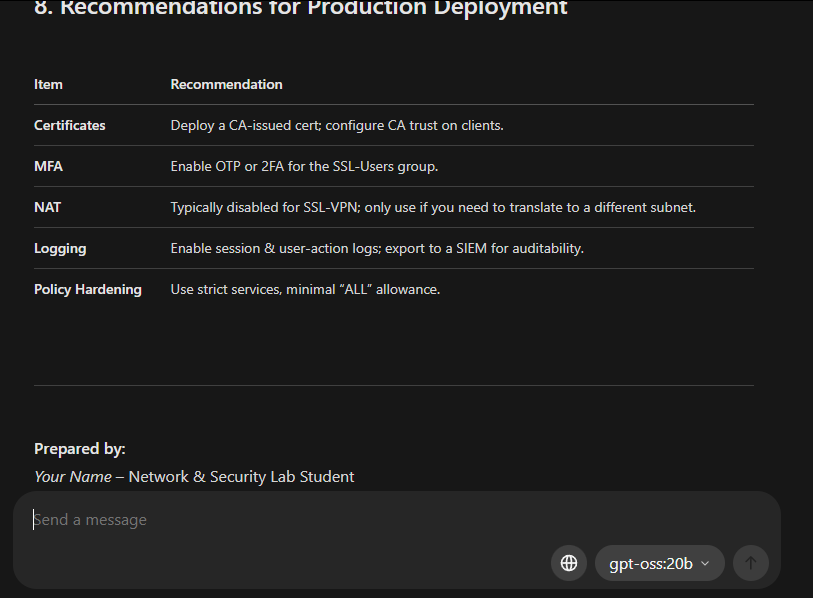 8. Recommendations for Production Deployment
Item Recommendation
Certificates Deploy a CA-issued cert; configure CA trust on clients.
MFA Enable OTP or 2FA for the SSL-Users group.
NAT Typically disabled for SSL-VPN; only use if you need to translate to a different subnet.
Logging Enable session & user-action logs; export to a SIEM for auditability.
Policy Hardening Use strict services, minimal “ALL” allowance.
Prepared by:
Your Name – Network & Security Lab Student
Send a message
gpt-oss:20b